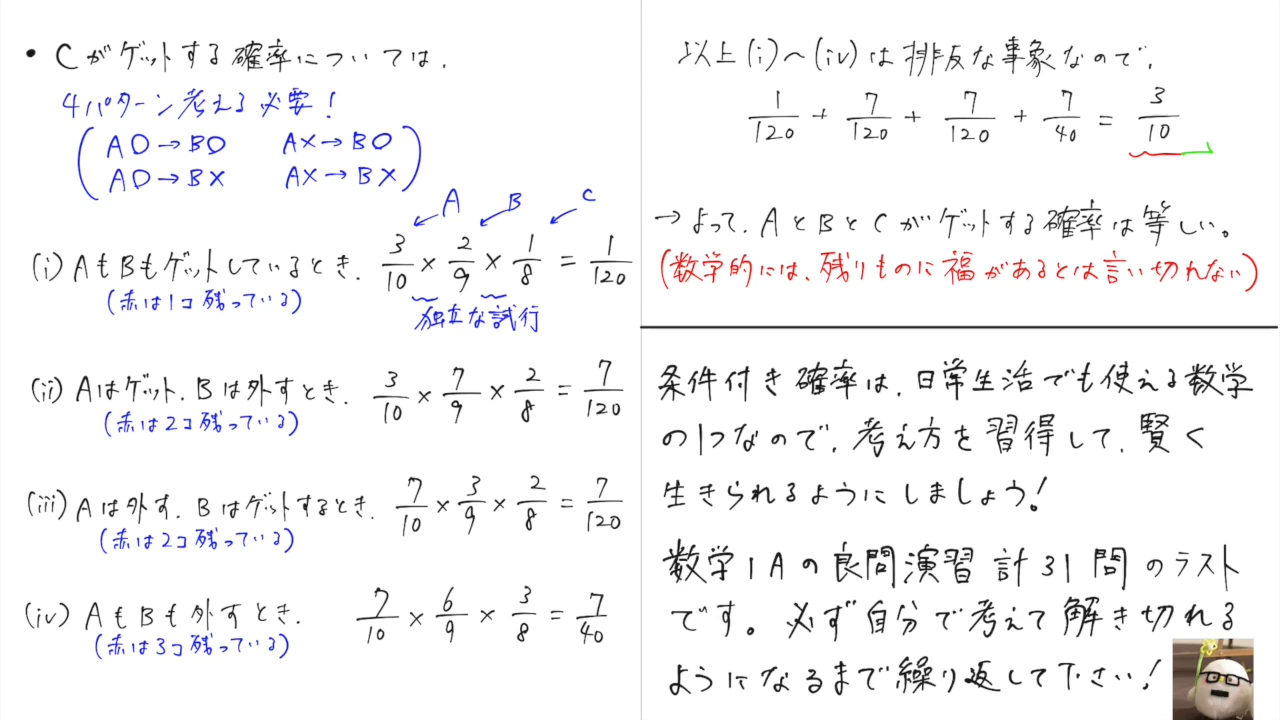 ・Cがゲットする確率については、
4パターン考える必要！
(A○→B○ A×→B○
A○→B× A×→B×)
A B C
(i) AもBもゲットしているとき、 3/10 × 2/9 × 1/8 = 1/120
(赤は1コ残っている)
独立な試行
(ii) Aはゲット、Bは外すとき、 3/10 × 7/9 × 2/8 = 7/120
(赤は2コ残っている)
(iii) Aは外す、Bはゲットするとき、 7/10 × 3/9 × 2/8 = 7/120
(赤は2コ残っている)
(iv) AもBも外すとき、 7/10 × 6/9 × 3/8 = 7/40
(赤は3コ残っている)
以上(i)〜(iv)は排反な事象なので、
1/120 + 7/120 + 7/120 + 7/40 = 3/10
→よって、AとBとCがゲットする確率は等しい。
(数学的には、残りものに福があるとは言い切れない)
条件付き確率は、日常生活でも使える数学
の1つなので、考え方を習得して、賢く
生きられるようにしましょう！
数学1Aの良問演習 計31問のラスト
です。必ず自分で考えて解き切れる
ようになるまで繰り返して下さい！